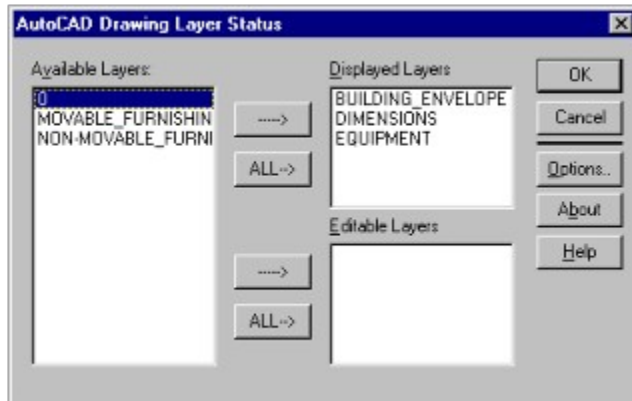 AutoCAD Drawing Layer Status
Available Layers:
0
MOVABLE_FURNISHIN
NON-MOVABLE_FURNI
---->
ALL-->
---->
ALL-->
Displayed Layers
BUILDING_ENVELOPE
DIMENSIONS
EQUIPMENT
Editable Layers
OK
Cancel
Options..
About
Help